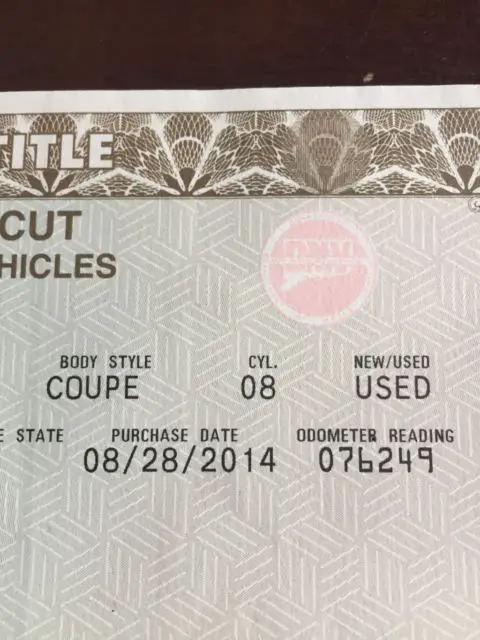 TITLE
CUT
HICLES
BODY STYLE CYL. NEW/USED
COUPE 08 USED
E STATE PURCHASE DATE ODOMETER READING
08/28/2014 076249